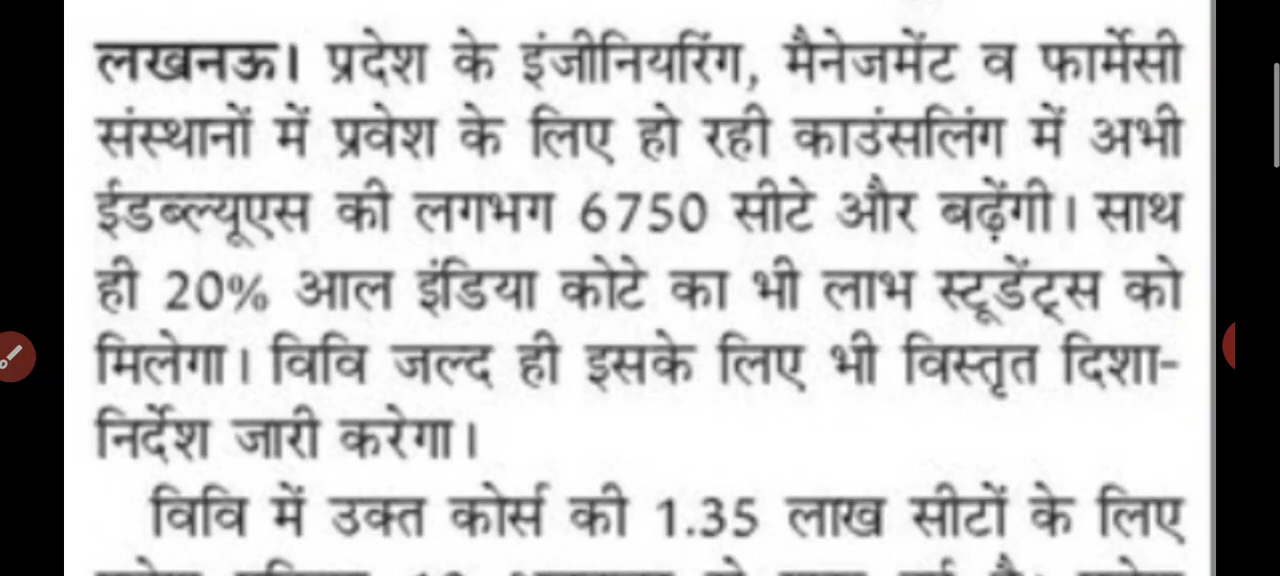 लखनऊ। प्रदेश के इंजीनियरिंग, मैनेजमेंट व फार्मेसी
संस्थानों में प्रवेश के लिए हो रही काउंसलिंग में अभी
ईडब्ल्यूएस की लगभग 6750 सीटे और बढ़ेंगी। साथ
ही 20% आल इंडिया कोटे का भी लाभ स्टूडेंट्स को
मिलेगा। विवि जल्द ही इसके लिए भी विस्तृत दिशा-
निर्देश जारी करेगा।
विवि में उक्त कोर्स की 1.35 लाख सीटों के लिए